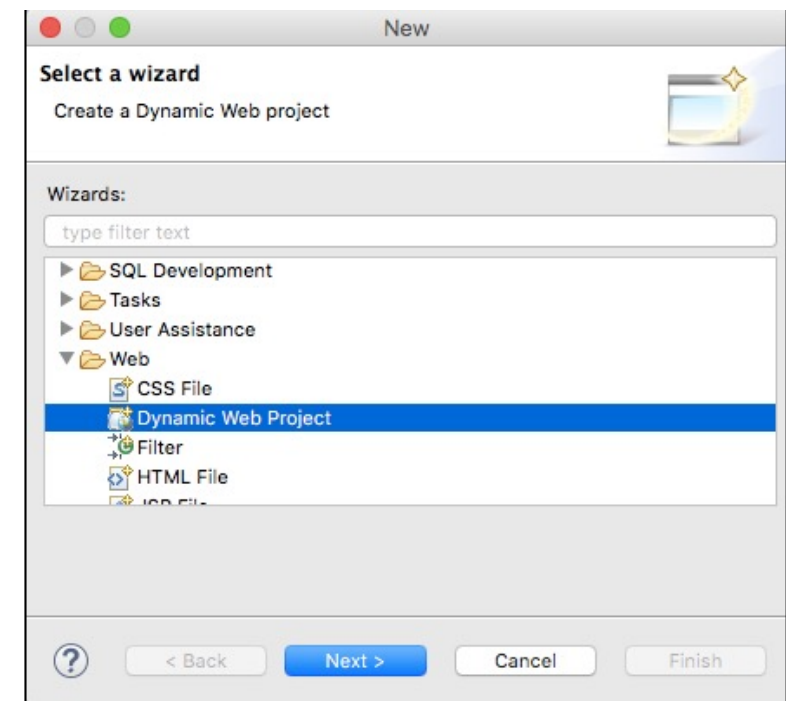 New
Select a wizard
Create a Dynamic Web project
Wizards:
type filter text
SQL Development
Tasks
User Assistance
Web
CSS File
Dynamic Web Project
Filter
HTML File
?
< Back Next > Cancel Finish